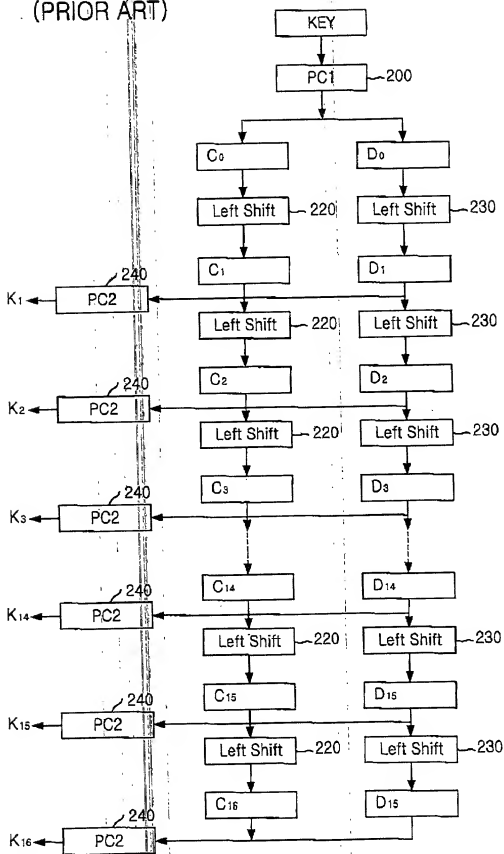 (PRIOR ART)
KEY
PC1 200
C0 D0
Left Shift 220 Left Shift 230
C1 D1
240
K1 PC2
Left Shift 220 Left Shift 230
C2 D2
240
K2 PC2
Left Shift 220 Left Shift 230
C3 D3
240
K3 PC2
C14 D14
240
K14 PC2
Left Shift 220 Left Shift 230
C15 D15
240
K15 PC2
Left Shift 220 Left Shift 230
C16 D15
240
K16 PC2